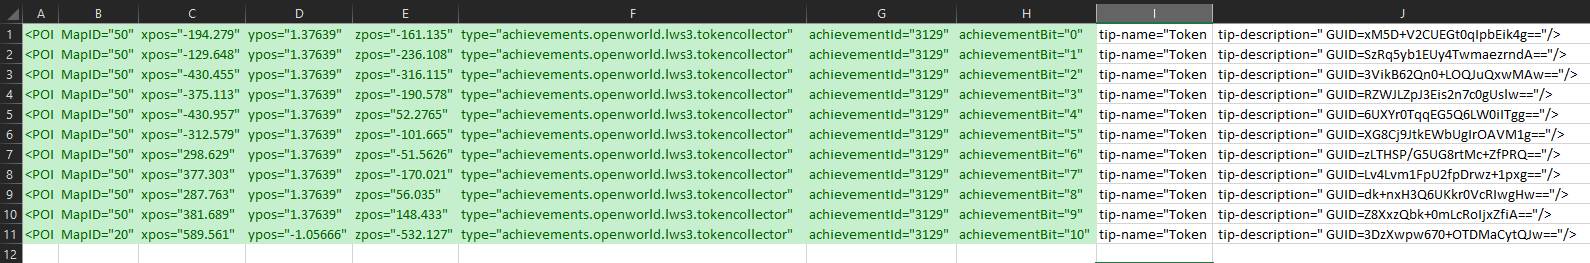 A B C D E F G H I J
1 <POI MapID="50" xpos="-194.279" ypos="1.37639" zpos="-161.135" type="achievements.openworld.lws3.tokencollector" achievementId="3129" achievementBit="0" tip-name="Token tip-description=" GUID=xM5D+V2CUEGt0qIpbEik4g=="/>
2 <POI MapID="50" xpos="-129.648" ypos="1.37639" zpos="-236.108" type="achievements.openworld.lws3.tokencollector" achievementId="3129" achievementBit="1" tip-name="Token tip-description=" GUID=SzRq5yb1EUy4TwmaezrndA=="/>
3 <POI MapID="50" xpos="-430.455" ypos="1.37639" zpos="-316.115" type="achievements.openworld.lws3.tokencollector" achievementId="3129" achievementBit="2" tip-name="Token tip-description=" GUID=3VikB62Qn0+LOQJuQxwMAw=="/>
4 <POI MapID="50" xpos="-375.113" ypos="1.37639" zpos="-190.578" type="achievements.openworld.lws3.tokencollector" achievementId="3129" achievementBit="3" tip-name="Token tip-description=" GUID=RZWJLZpJ3Eis2n7c0gUslw=="/>
5 <POI MapID="50" xpos="-430.957" ypos="1.37639" zpos="52.2765" type="achievements.openworld.lws3.tokencollector" achievementId="3129" achievementBit="4" tip-name="Token tip-description=" GUID=6UXYr0TqqEG5Q6LW0iITgg=="/>
6 <POI MapID="50" xpos="-312.579" ypos="1.37639" zpos="-101.665" type="achievements.openworld.lws3.tokencollector" achievementId="3129" achievementBit="5" tip-name="Token tip-description=" GUID=XG8Cj9JtkEWbUgIrOAVM1g=="/>
7 <POI MapID="50" xpos="298.629" ypos="1.37639" zpos="-51.5626" type="achievements.openworld.lws3.tokencollector" achievementId="3129" achievementBit="6" tip-name="Token tip-description=" GUID=zLTHSP/G5UG8rtMc+ZfPRQ=="/>
8 <POI MapID="50" xpos="377.303" ypos="1.37639" zpos="-170.021" type="achievements.openworld.lws3.tokencollector" achievementId="3129" achievementBit="7" tip-name="Token tip-description=" GUID=Lv4Lvm1FpU2fpDrwz+1pxg=="/>
9 <POI MapID="50" xpos="287.763" ypos="1.37639" zpos="56.035" type="achievements.openworld.lws3.tokencollector" achievementId="3129" achievementBit="8" tip-name="Token tip-description=" GUID=dk+nxH3Q6UKkr0VcRIwgHw=="/>
10 <POI MapID="50" xpos="381.689" ypos="1.37639" zpos="148.433" type="achievements.openworld.lws3.tokencollector" achievementId="3129" achievementBit="9" tip-name="Token tip-description=" GUID=Z8XxzQbk+0mLcRoIjxZfiA=="/>
11 <POI MapID="20" xpos="589.561" ypos="-1.05666" zpos="-532.127" type="achievements.openworld.lws3.tokencollector" achievementId="3129" achievementBit="10" tip-name="Token tip-description=" GUID=3DzXwpw670+OTDMaCytQJw=="/>
12